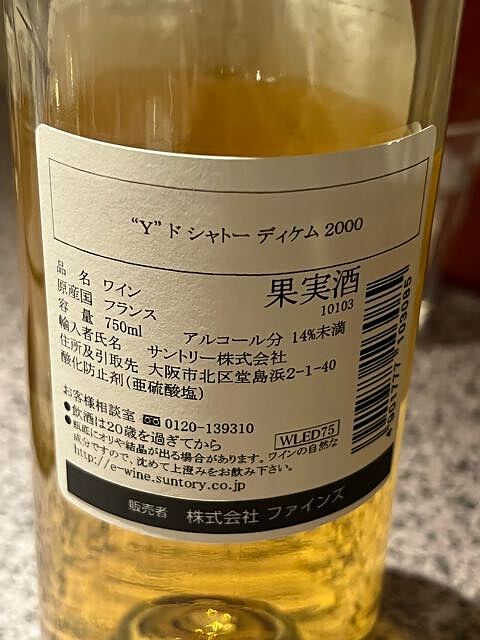 “Y” ド シャトー ディケム 2000
品 名 ワイン
原産国 フランス
容 量 750ml
果実酒
10103
輸入者氏名 サントリー株式会社
アルコール分 14%未満
住所及引取先 大阪市北区堂島浜2-1-40
酸化防止剤(亜硫酸塩)
お客様相談室 0120-139310
●飲酒は20歳を過ぎてから
WLED75
●瓶底にオリや結晶が出る場合があります。ワインの自然な
成分ですので、沈めて上澄みをお飲み下さい。
http://e-wine.suntory.co.jp
販売者 株式会社 ファインズ